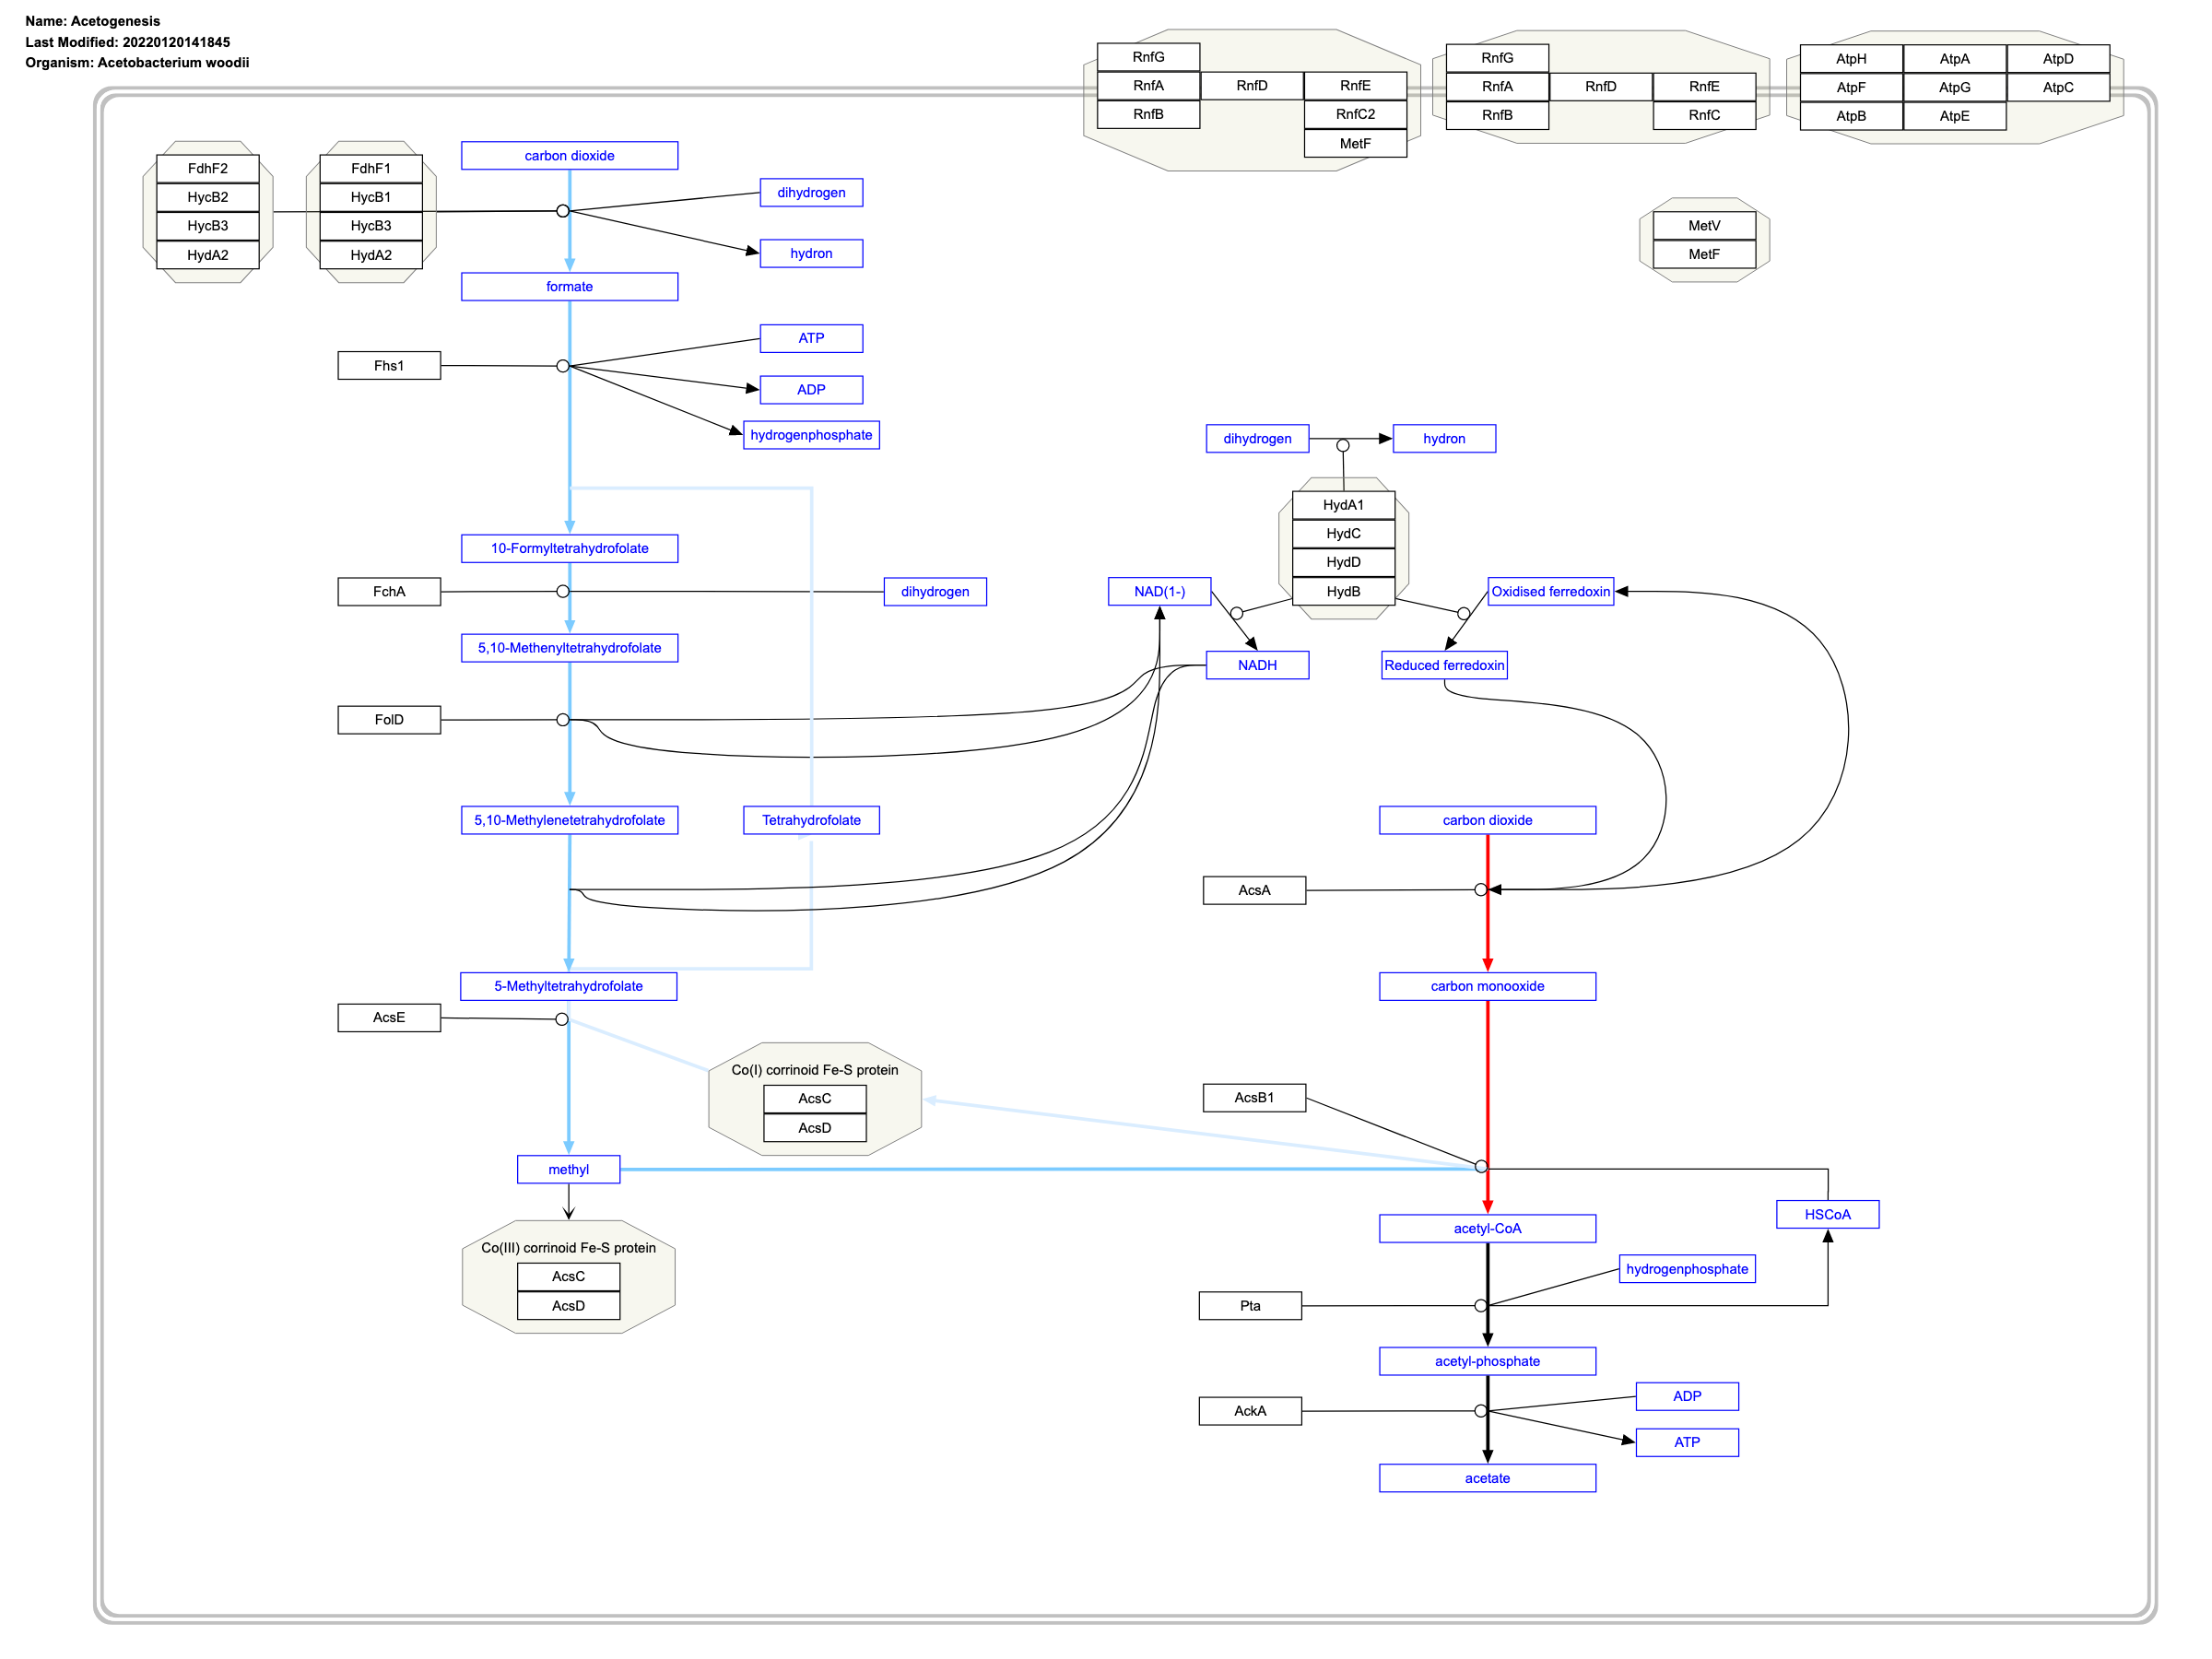 Name: Acetogenesis
Last Modified: 20220120141845
Organism: Acetobacterium woodii
RnfG
RnfA
RnfD
RnfE
RnfB
RnfC2
MetF
RnfG
RnfA
RnfD
RnfE
RnfB
RnfC
AtpH
AtpA
AtpD
AtpF
AtpG
AtpC
AtpB
AtpE
MetV
MetF
FdhF2
HycB2
HycB3
HydA2
FdhF1
HycB1
HycB3
HydA2
carbon dioxide
dihydrogen
hydron
formate
Fhs1
ATP
ADP
hydrogenphosphate
10-Formyltetrahydrofolate
FchA
dihydrogen
5,10-Methenyltetrahydrofolate
FolD
5,10-Methylenetetrahydrofolate
Tetrahydrofolate
5-Methyltetrahydrofolate
AcsE
Co(I) corrinoid Fe-S protein
AcsC
AcsD
methyl
Co(III) corrinoid Fe-S protein
AcsC
AcsD
dihydrogen
hydron
HydA1
HydC
HydD
HydB
NAD(1-)
NADH
Oxidised ferredoxin
Reduced ferredoxin
carbon dioxide
AcsA
carbon monooxide
AcsB1
acetyl-CoA
HSCoA
hydrogenphosphate
Pta
acetyl-phosphate
AckA
ADP
ATP
acetate